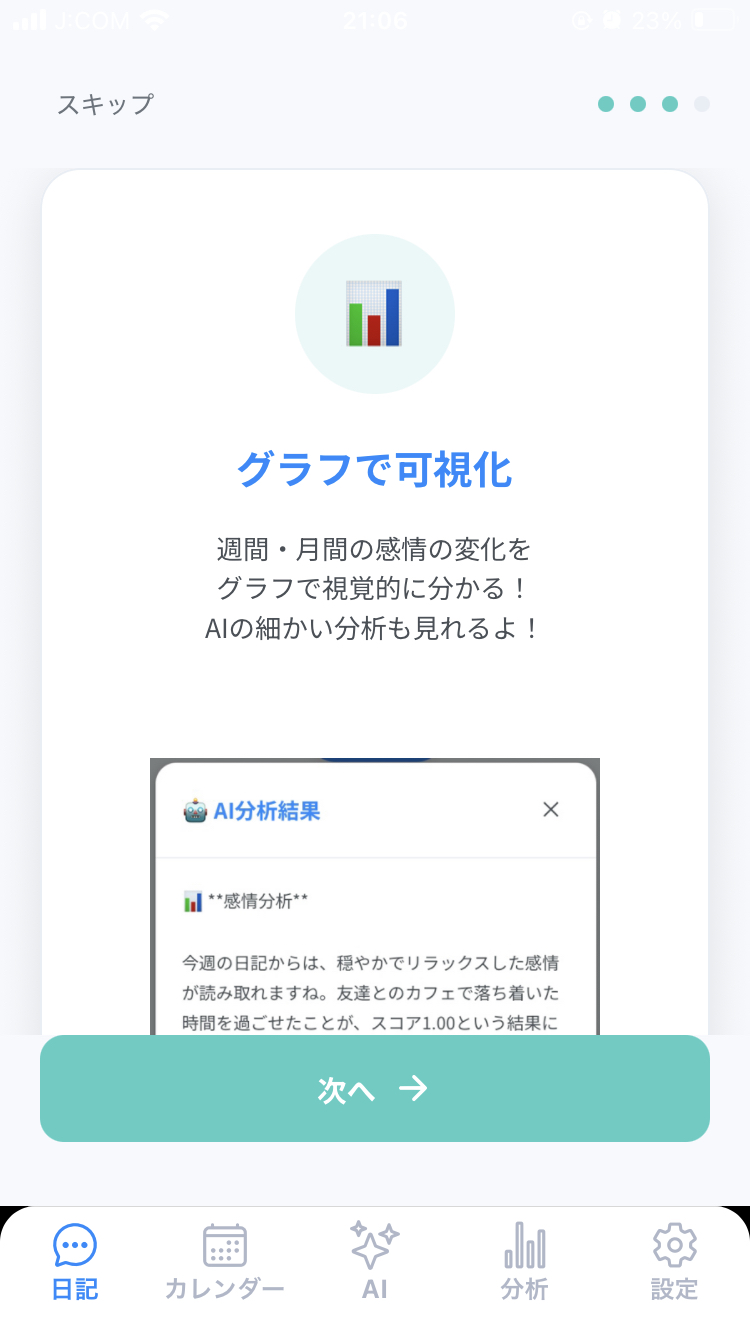 J:COM 21:06 23%
スキップ
グラフで可視化
週間・月間の感情の変化を
グラフで視覚的に分かる！
AIの細かい分析も見れるよ！
AI分析結果
**感情分析**
今週の日記からは、穏やかでリラックスした感情
が読み取れますね。友達とのカフェで落ち着いた
時間を過ごせたことが、スコア1.00という結果に
次へ →
日記 カレンダー AI 分析 設定